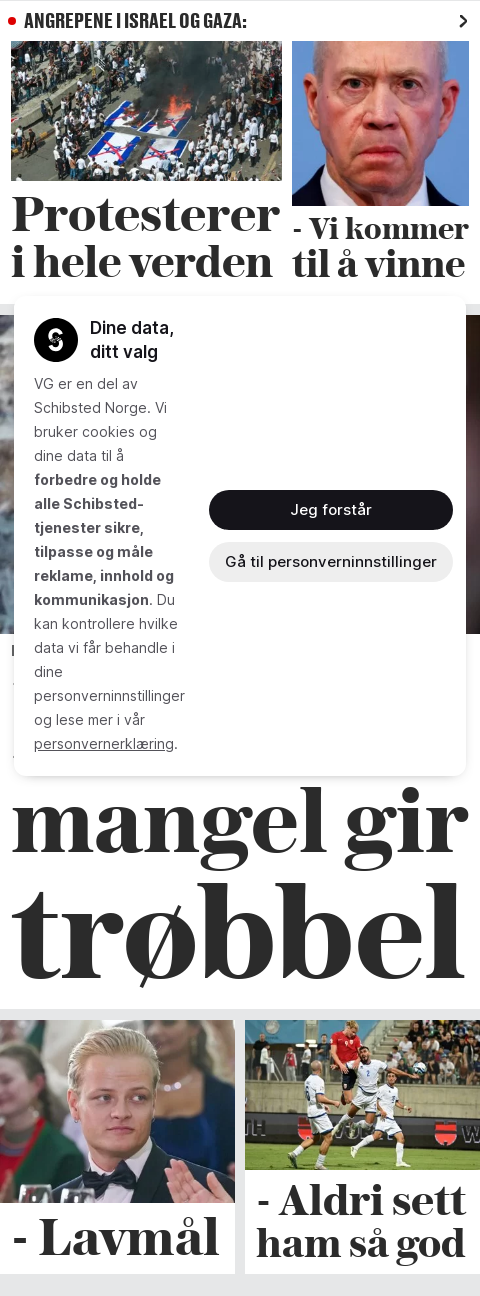 ANGREPENE I ISRAEL OG GAZA:
Protesterer
i hele verden
- Vi kommer
til å vinne
Dine data,
ditt valg
VG er en del av
Schibsted Norge. Vi
bruker cookies og
dine data til å
forbedre og holde
alle Schibsted-
tjenester sikre,
tilpasse og måle
reklame, innhold og
kommunikasjon. Du
kan kontrollere hvilke
data vi får behandle i
dine
personverninnstillinger
og lese mer i vår
personvernerklæring.
Jeg forstår
Gå til personverninnstillinger
mangel gir
trøbbel
- Lavmål
- Aldri sett
ham så god